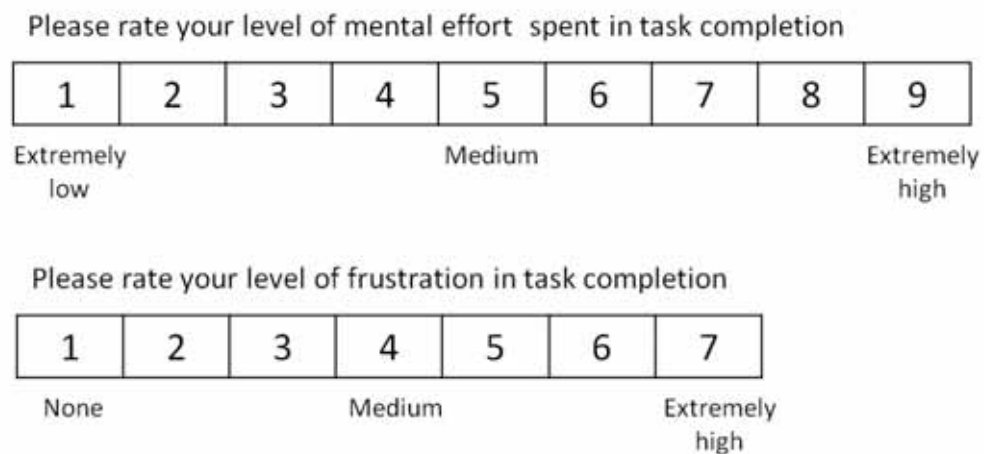 Please rate your level of mental effort spent in task completion
1 2 3 4 5 6 7 8 9
Extremely low Medium Extremely high
Please rate your level of frustration in task completion
1 2 3 4 5 6 7
None Medium Extremely high